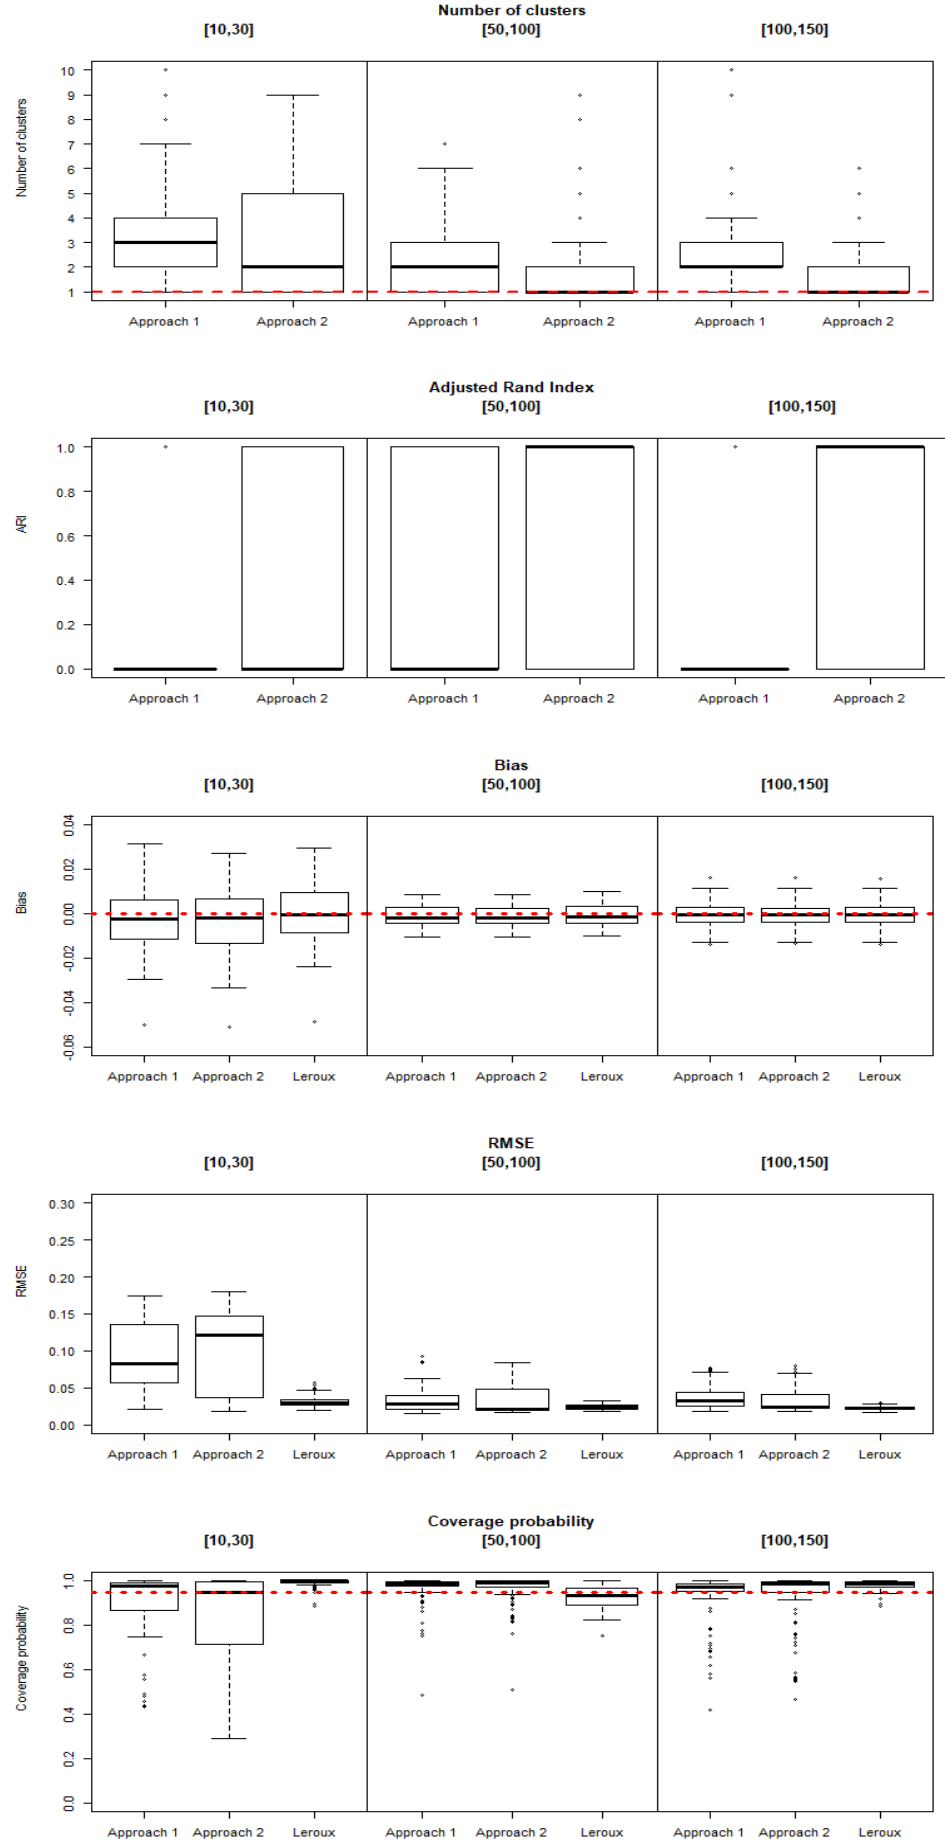 Number of clusters
[10,30] [50,100] [100,150]
Number of clusters
10
9
8
7
6
5
4
3
2
1
Approach 1 Approach 2 Approach 1 Approach 2 Approach 1 Approach 2
Adjusted Rand Index
[10,30] [50,100] [100,150]
ARI
1.0
0.8
0.6
0.4
0.2
0.0
Approach 1 Approach 2 Approach 1 Approach 2 Approach 1 Approach 2
Bias
[10,30] [50,100] [100,150]
Bias
0.04
0.02
0.00
-0.02
-0.04
-0.06
Approach 1 Approach 2 Leroux Approach 1 Approach 2 Leroux Approach 1 Approach 2 Leroux
RMSE
[10,30] [50,100] [100,150]
RMSE
0.30
0.25
0.20
0.15
0.10
0.05
0.00
Approach 1 Approach 2 Leroux Approach 1 Approach 2 Leroux Approach 1 Approach 2 Leroux
Coverage probability
[10,30] [50,100] [100,150]
Coverage probability
1.0
0.8
0.6
0.4
0.2
0.0
Approach 1 Approach 2 Leroux Approach 1 Approach 2 Leroux Approach 1 Approach 2 Leroux